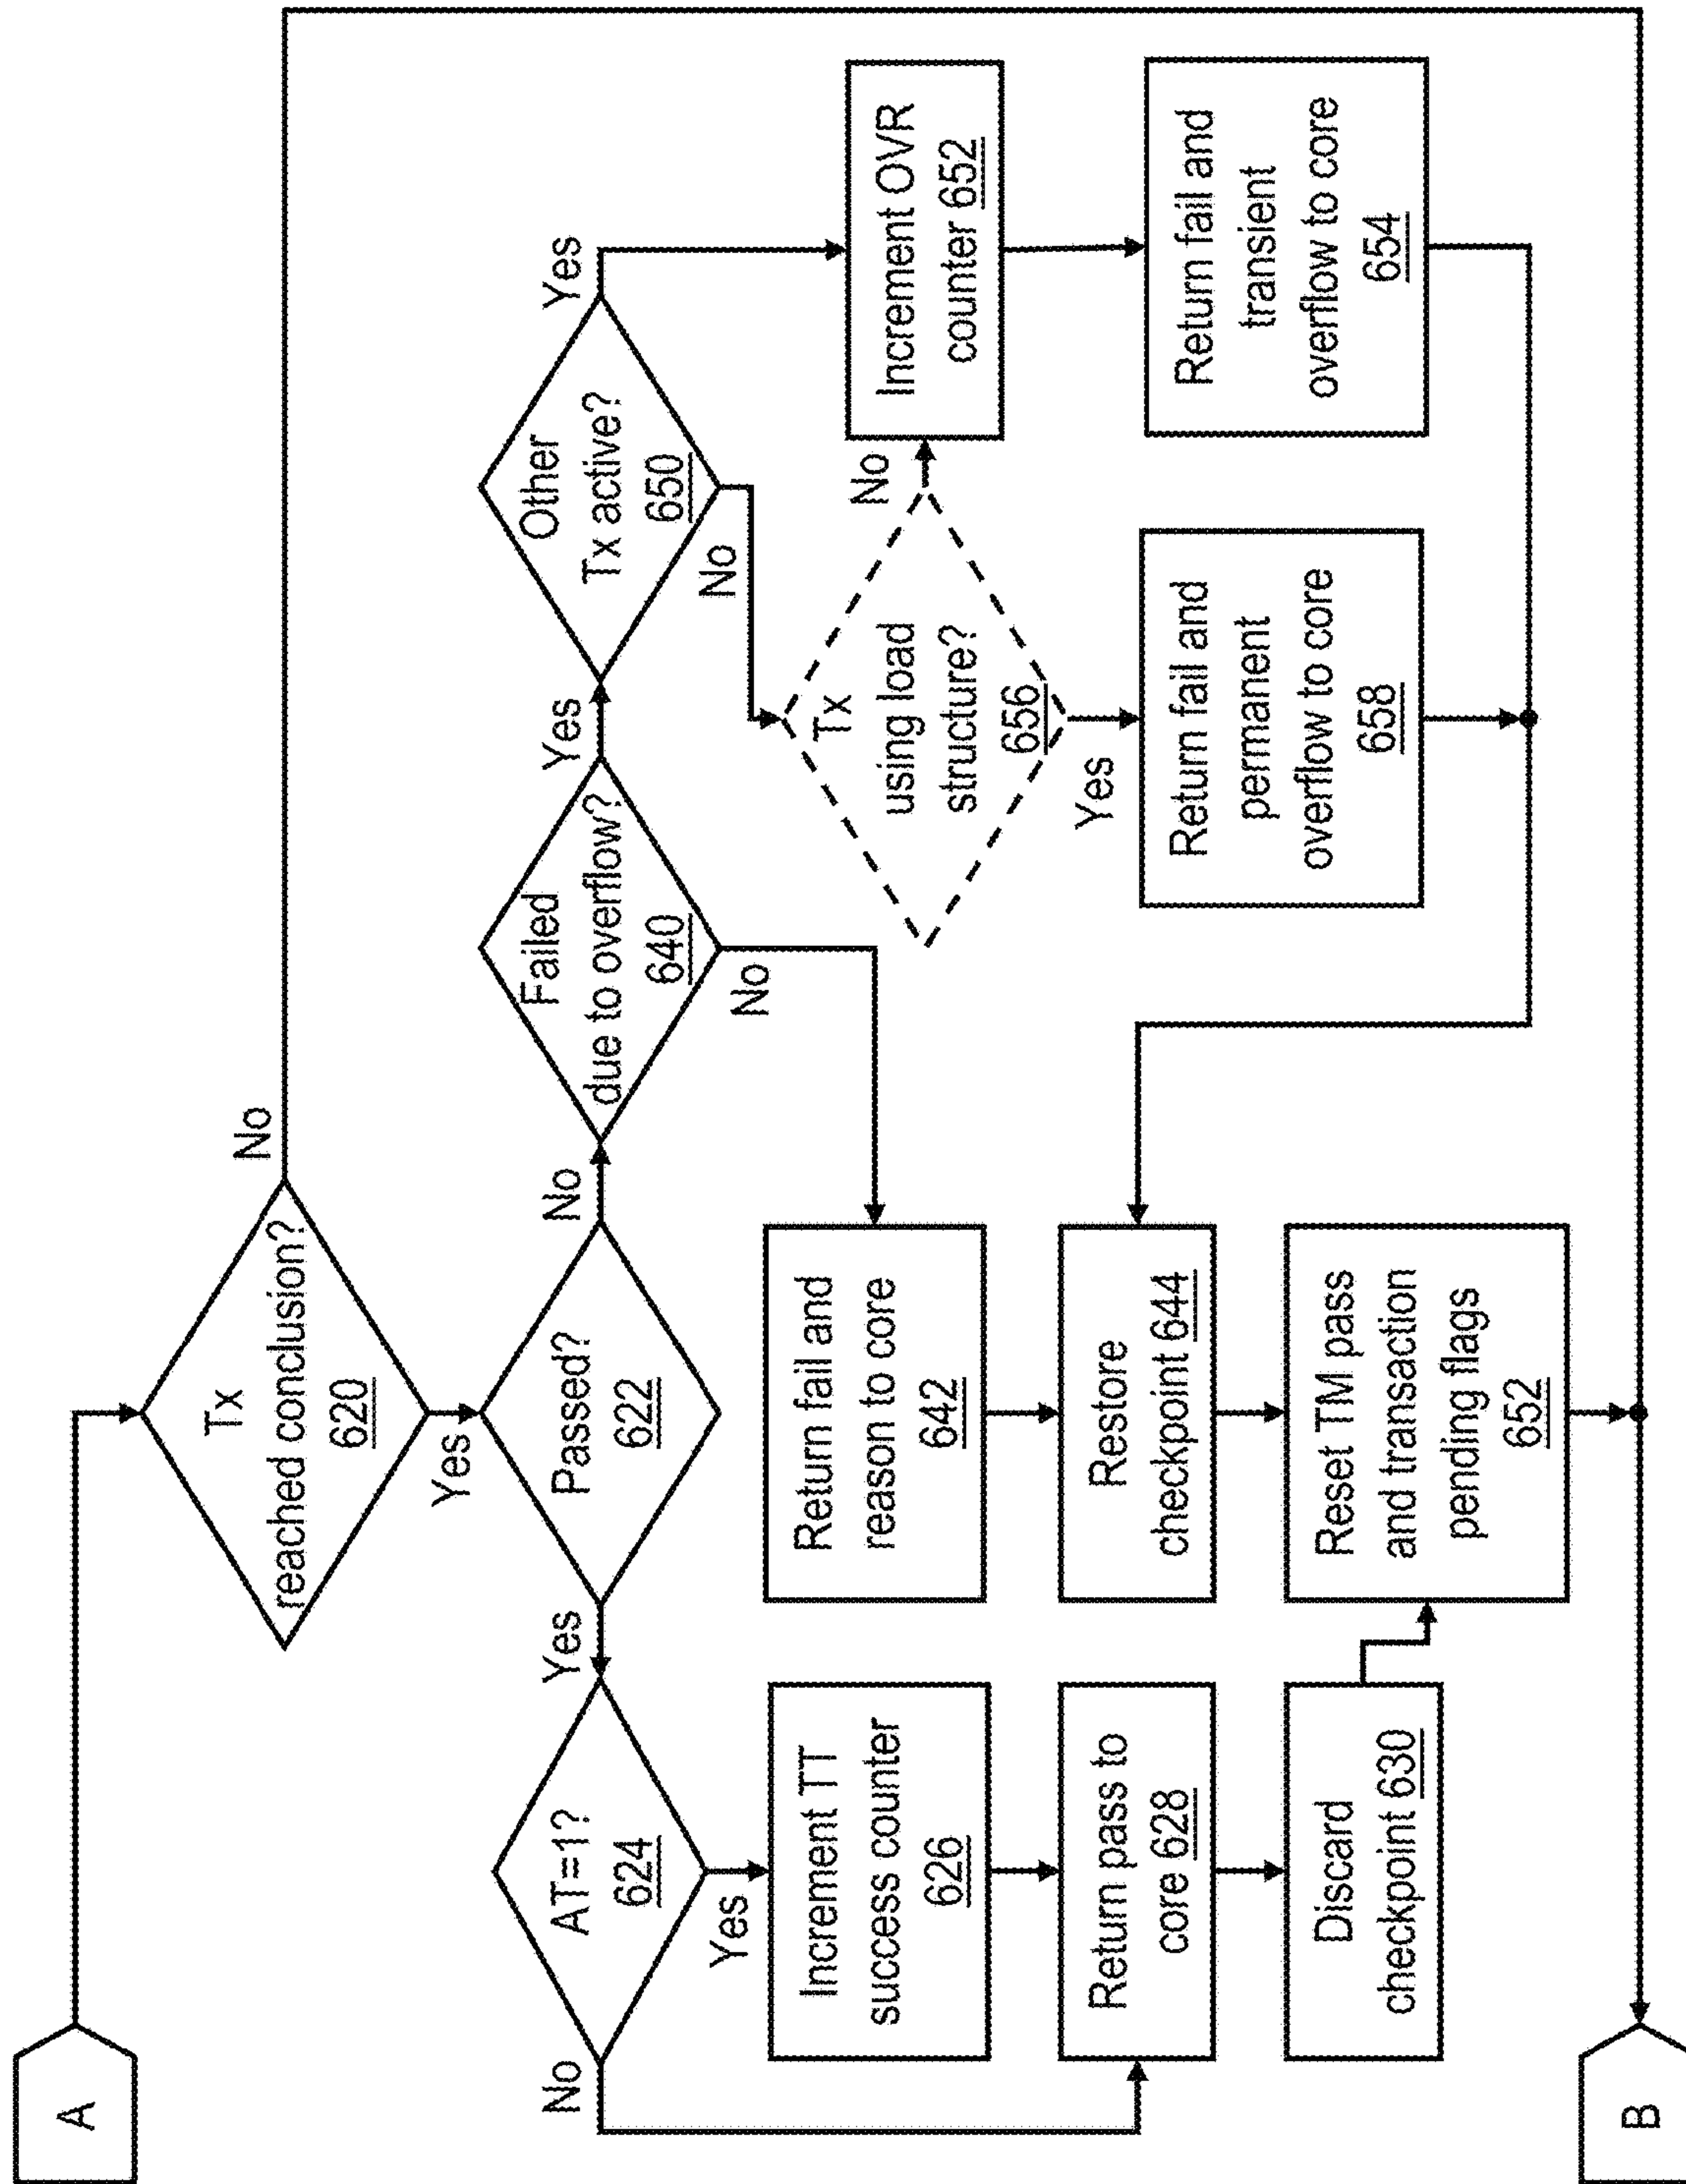 A
Tx
reached conclusion?
620
No
Yes
Passed?
622
Yes
No
AT=1?
624
No
Yes
Failed
due to overflow?
640
Yes
No
Other
Tx active?
650
Yes
No
Increment TT
success counter
626
Return fail and
reason to core
642
Tx
using load
structure?
656
No
Yes
Increment OVR
counter 652
Return pass to
core 628
Restore
checkpoint 644
Return fail and
permanent
overflow to core
658
Return fail and
transient
overflow to core
654
Discard
checkpoint 630
Reset TM pass
and transaction
pending flags
652
B